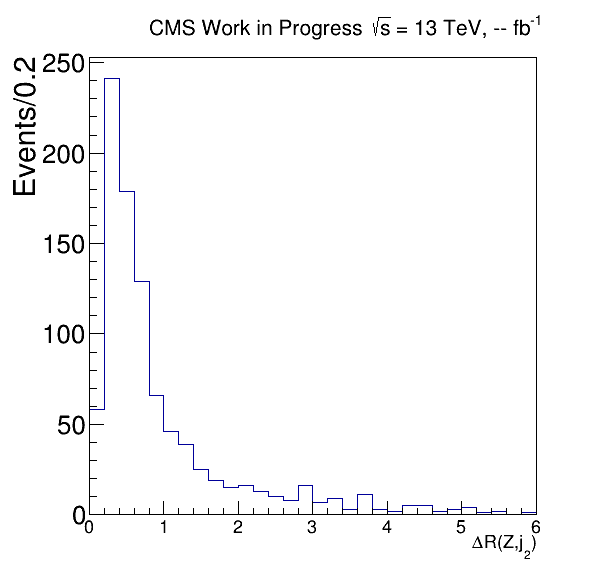 CMS Work in Progress √s = 13 TeV, -- fb⁻¹
Events/0.2
250
200
150
100
50
0
0 1 2 3 4 5 6
ΔR(Z,j₂)